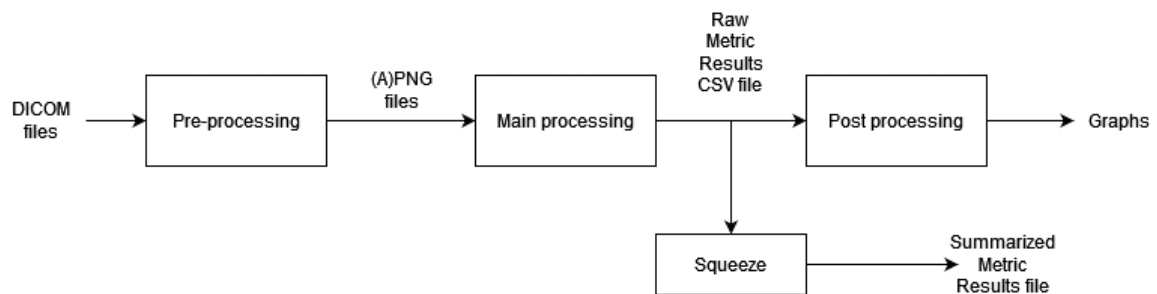 DICOM
files
Pre-processing
(A)PNG
files
Main processing
Raw
Metric
Results
CSV file
Post processing
Graphs
Squeeze
Summarized
Metric
Results file